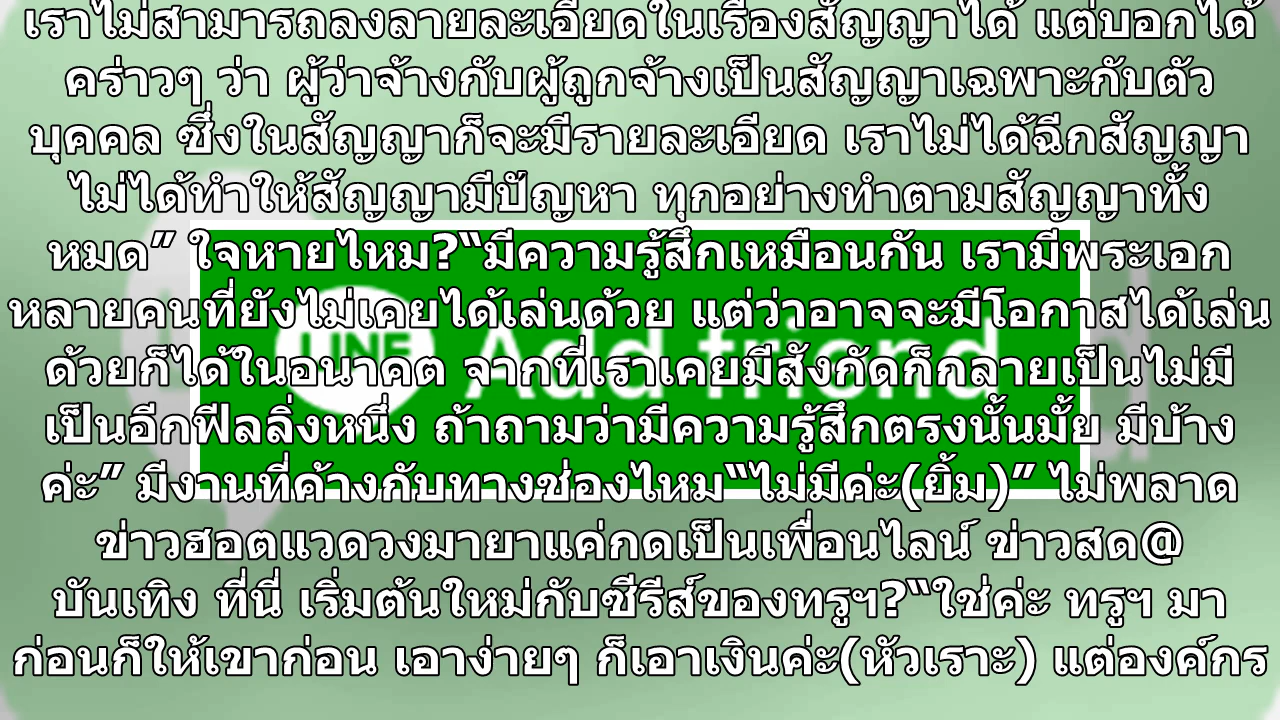 เราไม่สามารถลงลายละเอียดในเรื่องสัญญาได้ แต่บอกได้
คร่าวๆ ว่า ผู้ว่าจ้างกับผู้ถูกจ้างเป็นสัญญาเฉพาะกับตัว
บุคคล ซึ่งในสัญญาก็จะมีรายละเอียด เราไม่ได้ฉีกสัญญา
ไม่ได้ทำให้สัญญามีปัญหา ทุกอย่างทำตามสัญญาทั้ง
หมด” ใจหายไหม?“มีความรู้สึกเหมือนกัน เรามีพระเอก
หลายคนที่ยังไม่เคยได้เล่นด้วย แต่ว่าอาจจะมีโอกาสได้เล่น
ด้วยก็ได้ในอนาคต จากที่เราเคยมีสังกัดก็กลายเป็นไม่มี
เป็นอีกฟีลลิ่งหนึ่ง ถ้าถามว่ามีความรู้สึกตรงนั้นมั้ย มีบ้าง
ค่ะ” มีงานที่ค้างกับทางช่องไหม“ไม่มีค่ะ(ยิ้ม)” ไม่พลาด
ข่าวฮอตแวดวงมายาแค่กดเป็นเพื่อนไลน์ ข่าวสด@
บันเทิง ที่นี่ เริ่มต้นใหม่กับซีรีส์ของทรูฯ?“ใช่ค่ะ ทรูฯ มา
ก่อนก็ให้เขาก่อน เอาง่ายๆ ก็เอาเงินค่ะ(หัวเราะ) แต่องค์กร
LINE Add friend